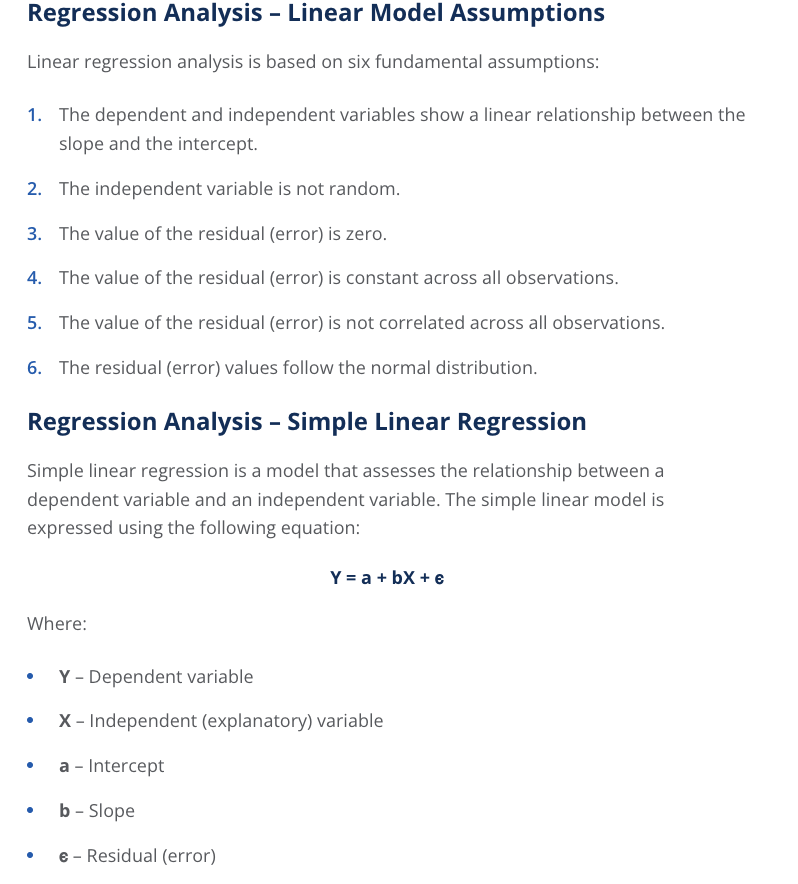 Regression Analysis – Linear Model Assumptions
Linear regression analysis is based on six fundamental assumptions:
1. The dependent and independent variables show a linear relationship between the
slope and the intercept.
2. The independent variable is not random.
3. The value of the residual (error) is zero.
4. The value of the residual (error) is constant across all observations.
5. The value of the residual (error) is not correlated across all observations.
6. The residual (error) values follow the normal distribution.
Regression Analysis – Simple Linear Regression
Simple linear regression is a model that assesses the relationship between a
dependent variable and an independent variable. The simple linear model is
expressed using the following equation:
Y = a + bX + ϵ
Where:
• Y – Dependent variable
• X – Independent (explanatory) variable
• a – Intercept
• b – Slope
• ϵ – Residual (error)